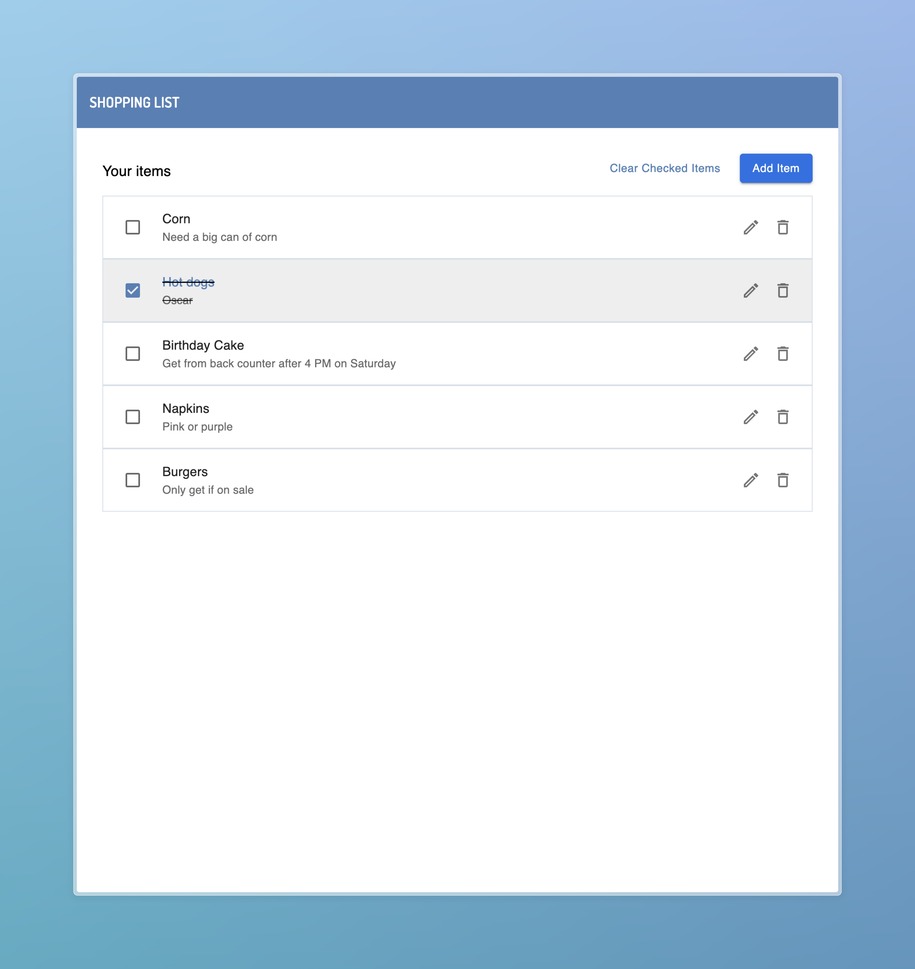 SHOPPING LIST
Your items
Clear Checked Items
Add Item
Corn
Need a big can of corn
Hot dogs
Oscar
Birthday Cake
Get from back counter after 4 PM on Saturday
Napkins
Pink or purple
Burgers
Only get if on sale